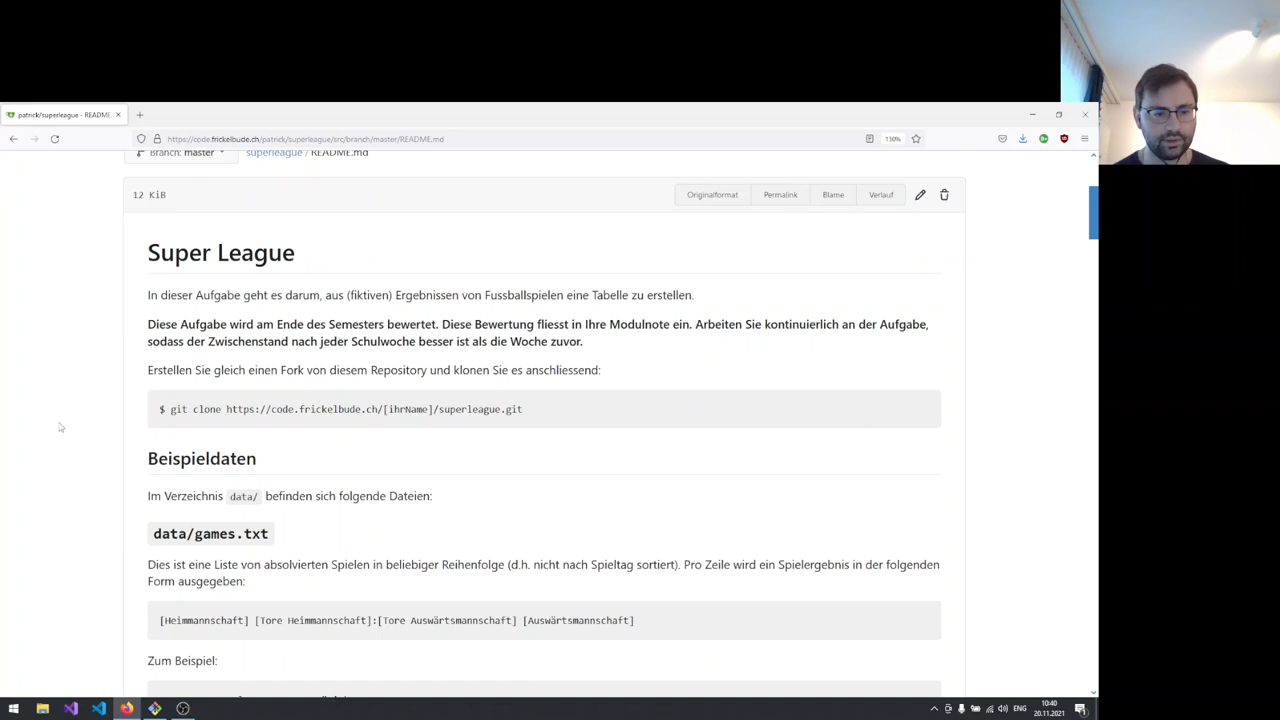 patrick/superleague - README.
https://code.frickelbude.ch/patrick/superleague/src/branch/master/README.md
130%
Branch: master
superleague / README.md
12 KiB
Originalformat
Permalink
Blame
Verlauf
Super League
In dieser Aufgabe geht es darum, aus (fiktiven) Ergebnissen von Fussballspielen eine Tabelle zu erstellen.
Diese Aufgabe wird am Ende des Semesters bewertet. Diese Bewertung fliesst in Ihre Modulnote ein. Arbeiten Sie kontinuierlich an der Aufgabe,
sodass der Zwischenstand nach jeder Schulwoche besser ist als die Woche zuvor.
Erstellen Sie gleich einen Fork von diesem Repository und klonen Sie es anschliessend:
$ git clone https://code.frickelbude.ch/[ihrName]/superleague.git
Beispieldaten
Im Verzeichnis data/ befinden sich folgende Dateien:
data/games.txt
Dies ist eine Liste von absolvierten Spielen in beliebiger Reihenfolge (d.h. nicht nach Spieltag sortiert). Pro Zeile wird ein Spielergebnis in der folgenden
Form ausgegeben:
[Heimmannschaft] [Tore Heimmannschaft]:[Tore Auswärtsmannschaft] [Auswärtsmannschaft]
Zum Beispiel:
ENG
10:40
20.11.2021